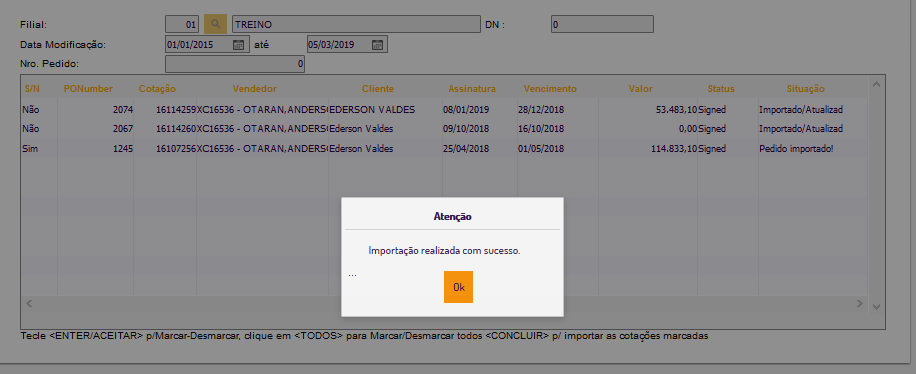 Filial: 01 TREINO DN : 0
Data Modificação: 01/01/2015 até 05/03/2019
Nro. Pedido: 0
S/N PONumber Cotação Vendedor Cliente Assinatura Vencimento Valor Status Situação
Não 2074 16114259 XC16536 - OTARAN,ANDERS EDERSON VALDES 08/01/2019 28/12/2018 53.483,10 Signed Importado/Atualizad
Não 2067 16114260 XC16536 - OTARAN,ANDERS Ederson Valdes 09/10/2018 16/10/2018 0,00 Signed Importado/Atualizad
Sim 1245 16107256 XC16536 - OTARAN,ANDERS Ederson Valdes 25/04/2018 01/05/2018 114.833,10 Signed Pedido importado!
Atenção
Importação realizada com sucesso.
...
Ok
Tecle <ENTER/ACEITAR> p/Marcar-Desmarcar, clique em <TODOS> para Marcar/Desmarcar todos <CONCLUIR> p/ importar as cotações marcadas